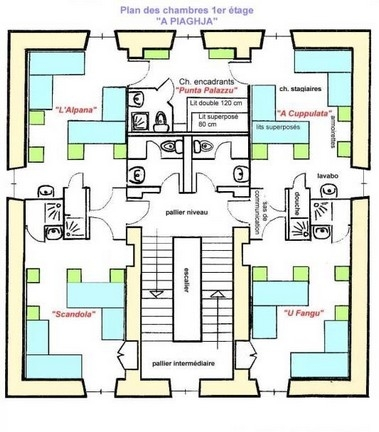 Plan des chambres 1er étage
"A PIAGHJA"
Ch. encadrants
"Punta Palazzu"
Lit double 120 cm
Lit superposé
80 cm
"L'Alpana"
ch. stagiaires
"A Cuppulata"
lits superposés
amoirettes
lavabo
douche
sas de
communication
pallier niveau
escalier
"Scandola"
"U Fangu"
pallier intermédiaire